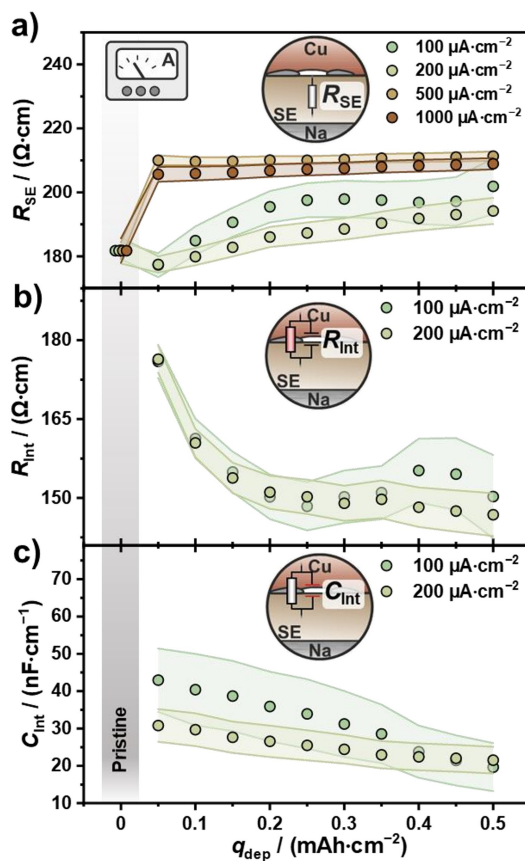 a)
A
Cu
R_SE
SE
Na
100 µA·cm⁻²
200 µA·cm⁻²
500 µA·cm⁻²
1000 µA·cm⁻²
R_SE / (Ω·cm)
240
220
200
180
b)
Cu
R_Int
SE
Na
100 µA·cm⁻²
200 µA·cm⁻²
R_Int / (Ω·cm)
180
165
150
c)
Cu
C_Int
SE
Na
100 µA·cm⁻²
200 µA·cm⁻²
C_Int / (nF·cm⁻¹)
70
60
50
40
30
20
10
Pristine
0 0.1 0.2 0.3 0.4 0.5
q_dep / (mAh·cm⁻²)